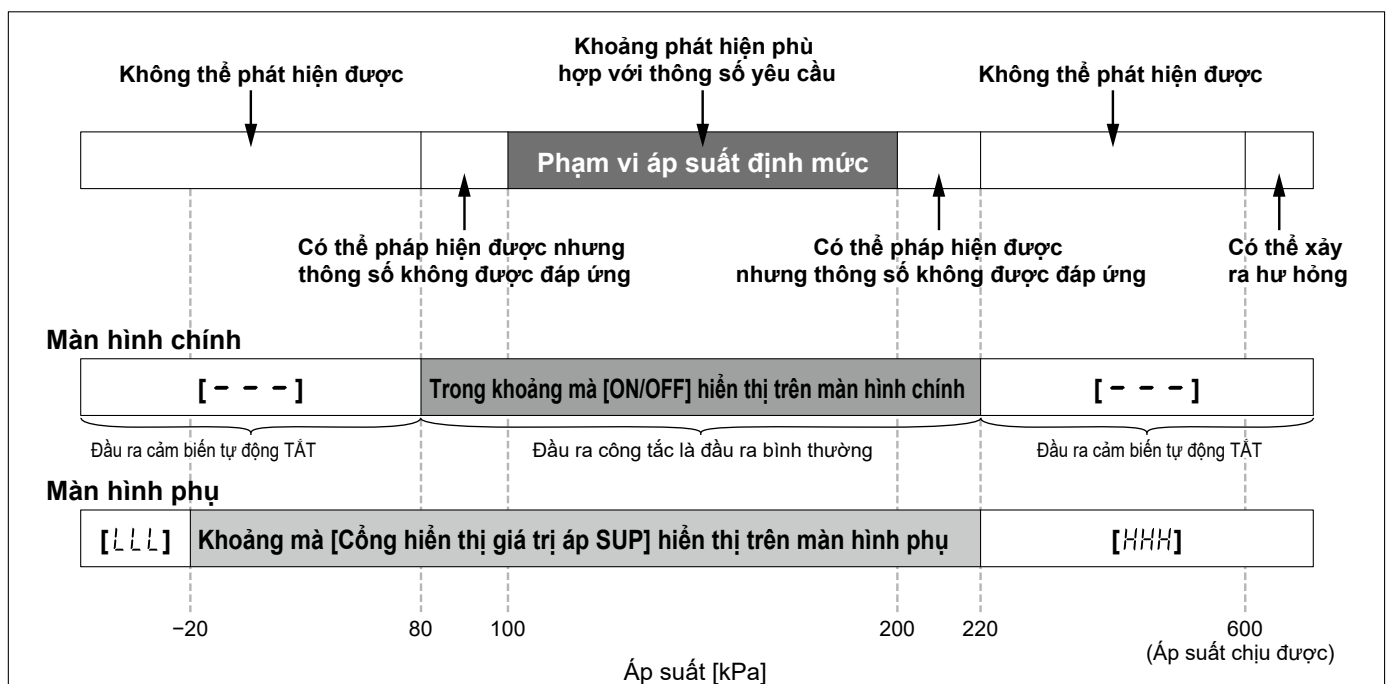 Không thể phát hiện được
Khoảng phát hiện phù
hợp với thông số yêu cầu
Không thể phát hiện được
Phạm vi áp suất định mức
Có thể pháp hiện được nhưng
thông số không được đáp ứng
Có thể pháp hiện được
nhưng thông số không được đáp ứng
Có thể xảy
ra hư hỏng
Màn hình chính
[– – –]
Trong khoảng mà [ON/OFF] hiển thị trên màn hình chính
[– – –]
Đầu ra cảm biến tự động TẮT
Đầu ra công tắc là đầu ra bình thường
Đầu ra cảm biến tự động TẮT
Màn hình phụ
[LLL]
Khoảng mà [Cổng hiển thị giá trị áp SUP] hiển thị trên màn hình phụ
[HHH]
−20
80
100
200
220
600
(Áp suất chịu được)
Áp suất [kPa]